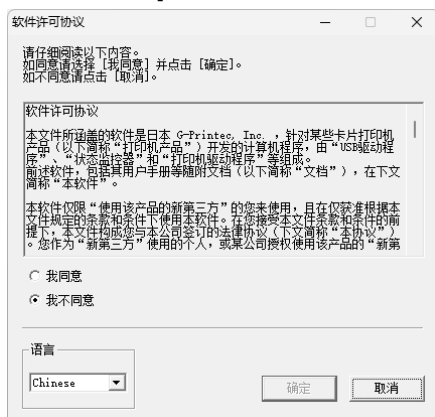 软件许可协议
请仔细阅读以下内容。
如同意请选择 [我同意] 并点击 [确定]。
如不同意请点击 [取消]。
软件许可协议
本文件所涵盖的软件是日本 G-Printec, Inc. ，针对某些卡片打印机
产品（以下简称“打印机产品”）开发的计算机程序，由“USB驱动程
序”、“状态监控器”和“打印机驱动程序”等组成。
前述软件，包括其用户手册等随附文档（以下简称“文档”），在下文
简称“本软件”。
本软件仅限“使用该产品的新第三方”的您来使用，且在仅获准根据本
文件规定的条款和条件下使用本软件。在您接受本文件条款和条件的前
提下，本文件构成您与本公司签订的法律协议（下文简称“本协议”）
。您作为“新第三方”使用的个人，或某公司授权使用该产品的“新第
我同意
我不同意
语言
Chinese
确定
取消